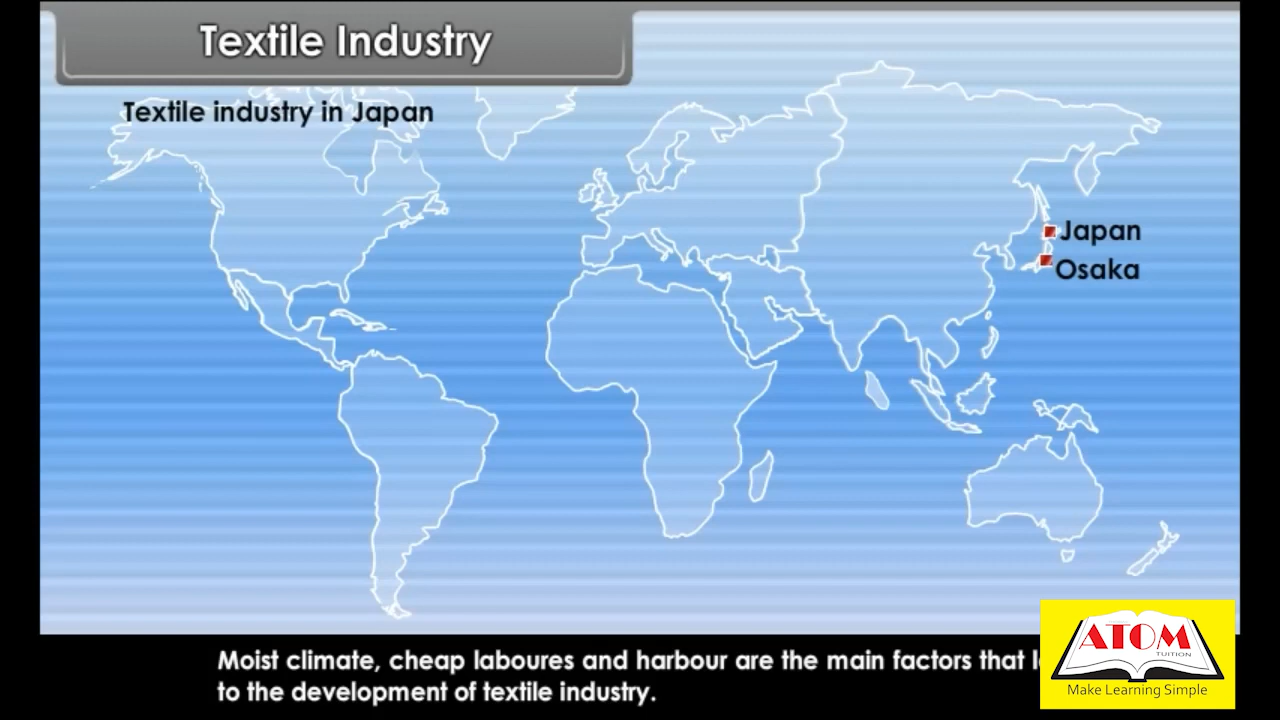 Textile Industry
Textile industry in Japan
Japan
Osaka
Moist climate, cheap laboures and harbour are the main factors that
to the development of textile industry.
ATOM
TUITION
Make Learning Simple